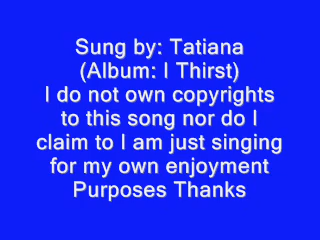 Sung by: Tatiana
(Album: I Thirst)
I do not own copyrights
to this song nor do I
claim to I am just singing
for my own enjoyment
Purposes Thanks